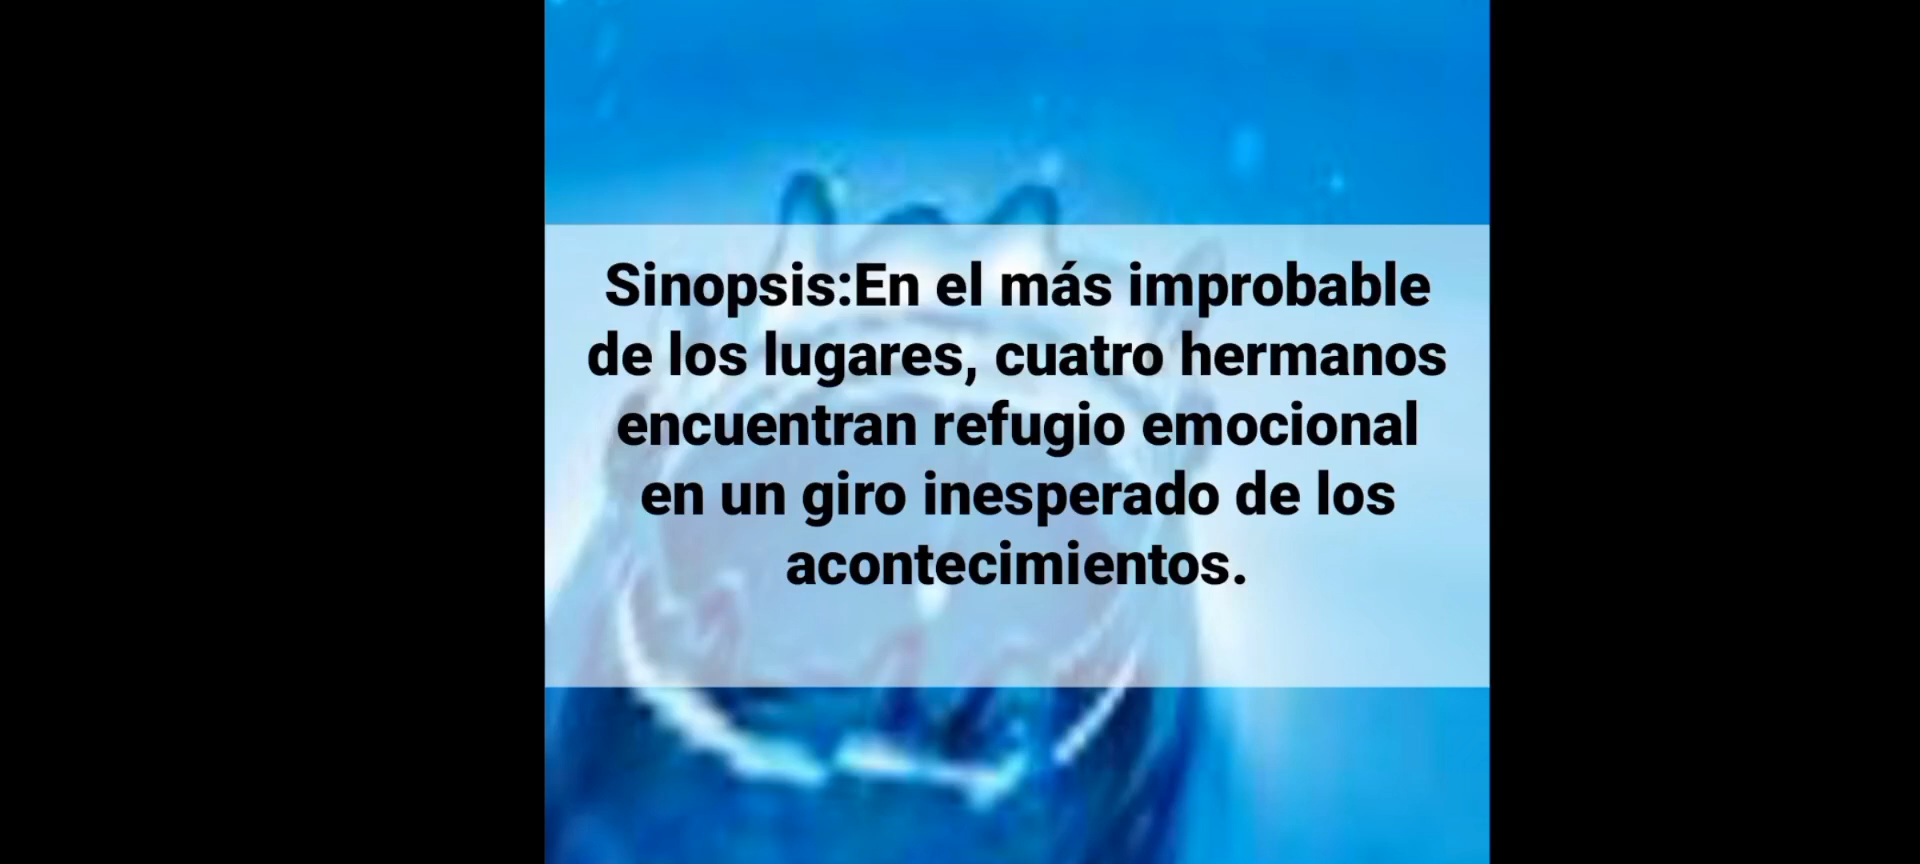 Sinopsis:En el más improbable
de los lugares, cuatro hermanos
encuentran refugio emocional
en un giro inesperado de los
acontecimientos.